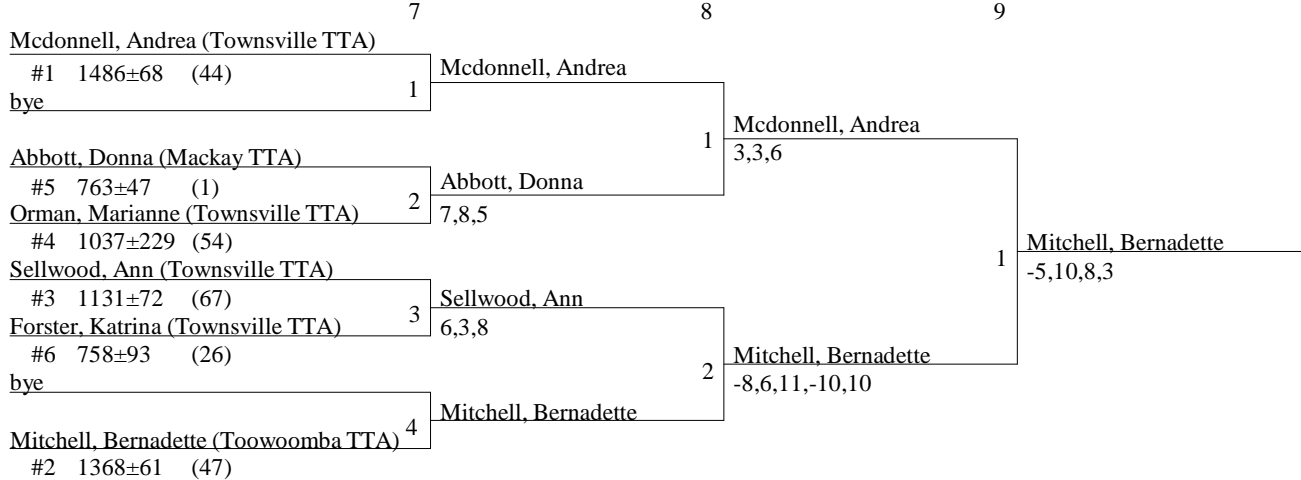 7 8 9
Mcdonnell, Andrea (Townsville TTA)
#1 1486±68 (44)
bye
1
Mcdonnell, Andrea
Abbott, Donna (Mackay TTA)
#5 763±47 (1)
Orman, Marianne (Townsville TTA)
#4 1037±229 (54)
2
Abbott, Donna
7,8,5
1
Mcdonnell, Andrea
3,3,6
Sellwood, Ann (Townsville TTA)
#3 1131±72 (67)
Forster, Katrina (Townsville TTA)
#6 758±93 (26)
3
Sellwood, Ann
6,3,8
bye
Mitchell, Bernadette (Toowoomba TTA)
#2 1368±61 (47)
4
Mitchell, Bernadette
2
Mitchell, Bernadette
-8,6,11,-10,10
1
Mitchell, Bernadette
-5,10,8,3